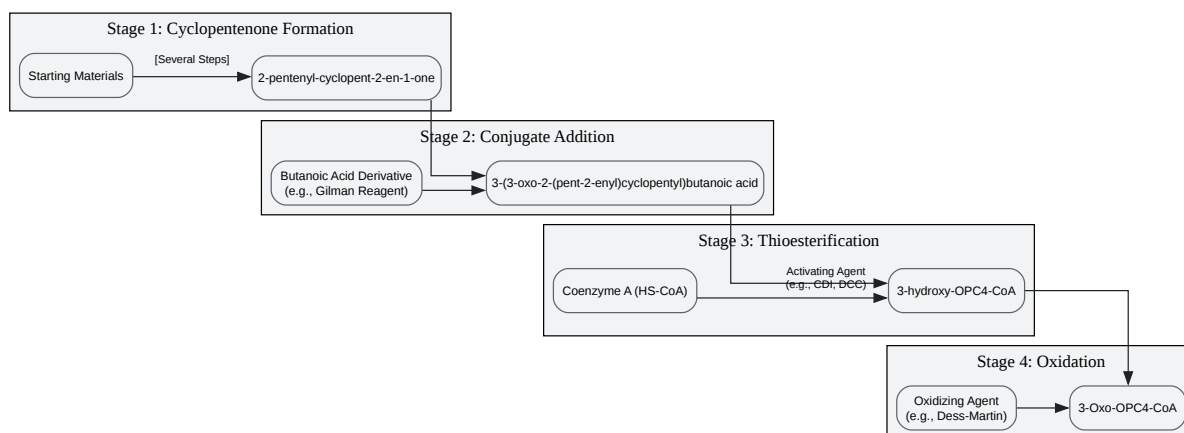 Stage 1: Cyclopentenone Formation
[Several Steps]
Starting Materials
2-pentenyl-cyclopent-2-en-1-one
Stage 2: Conjugate Addition
Butanoic Acid Derivative
(e.g., Gilman Reagent)
3-(3-oxo-2-(pent-2-enyl)cyclopentyl)butanoic acid
Stage 3: Thioesterification
Coenzyme A (HS-CoA)
Activating Agent
(e.g., CDI, DCC)
3-hydroxy-OPC4-CoA
Stage 4: Oxidation
Oxidizing Agent
(e.g., Dess-Martin)
3-Oxo-OPC4-CoA